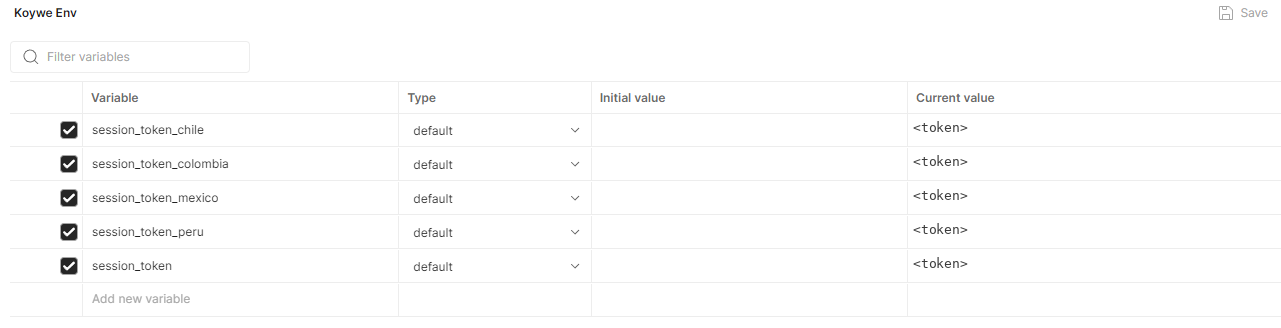 Koywe Env
Save
Filter variables
Variable Type Initial value Current value
session_token_chile default <token>
session_token_colombia default <token>
session_token_mexico default <token>
session_token_peru default <token>
session_token default <token>
Add new variable